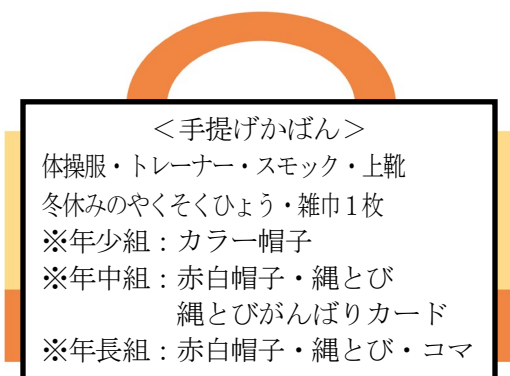 ＜手提げかばん＞
体操服・トレーナー・スモック・上靴
冬休みのやくそくひょう・雑巾１枚
※年少組：カラー帽子
※年中組：赤白帽子・縄とび
縄とびがんばりカード
※年長組：赤白帽子・縄とび・コマ